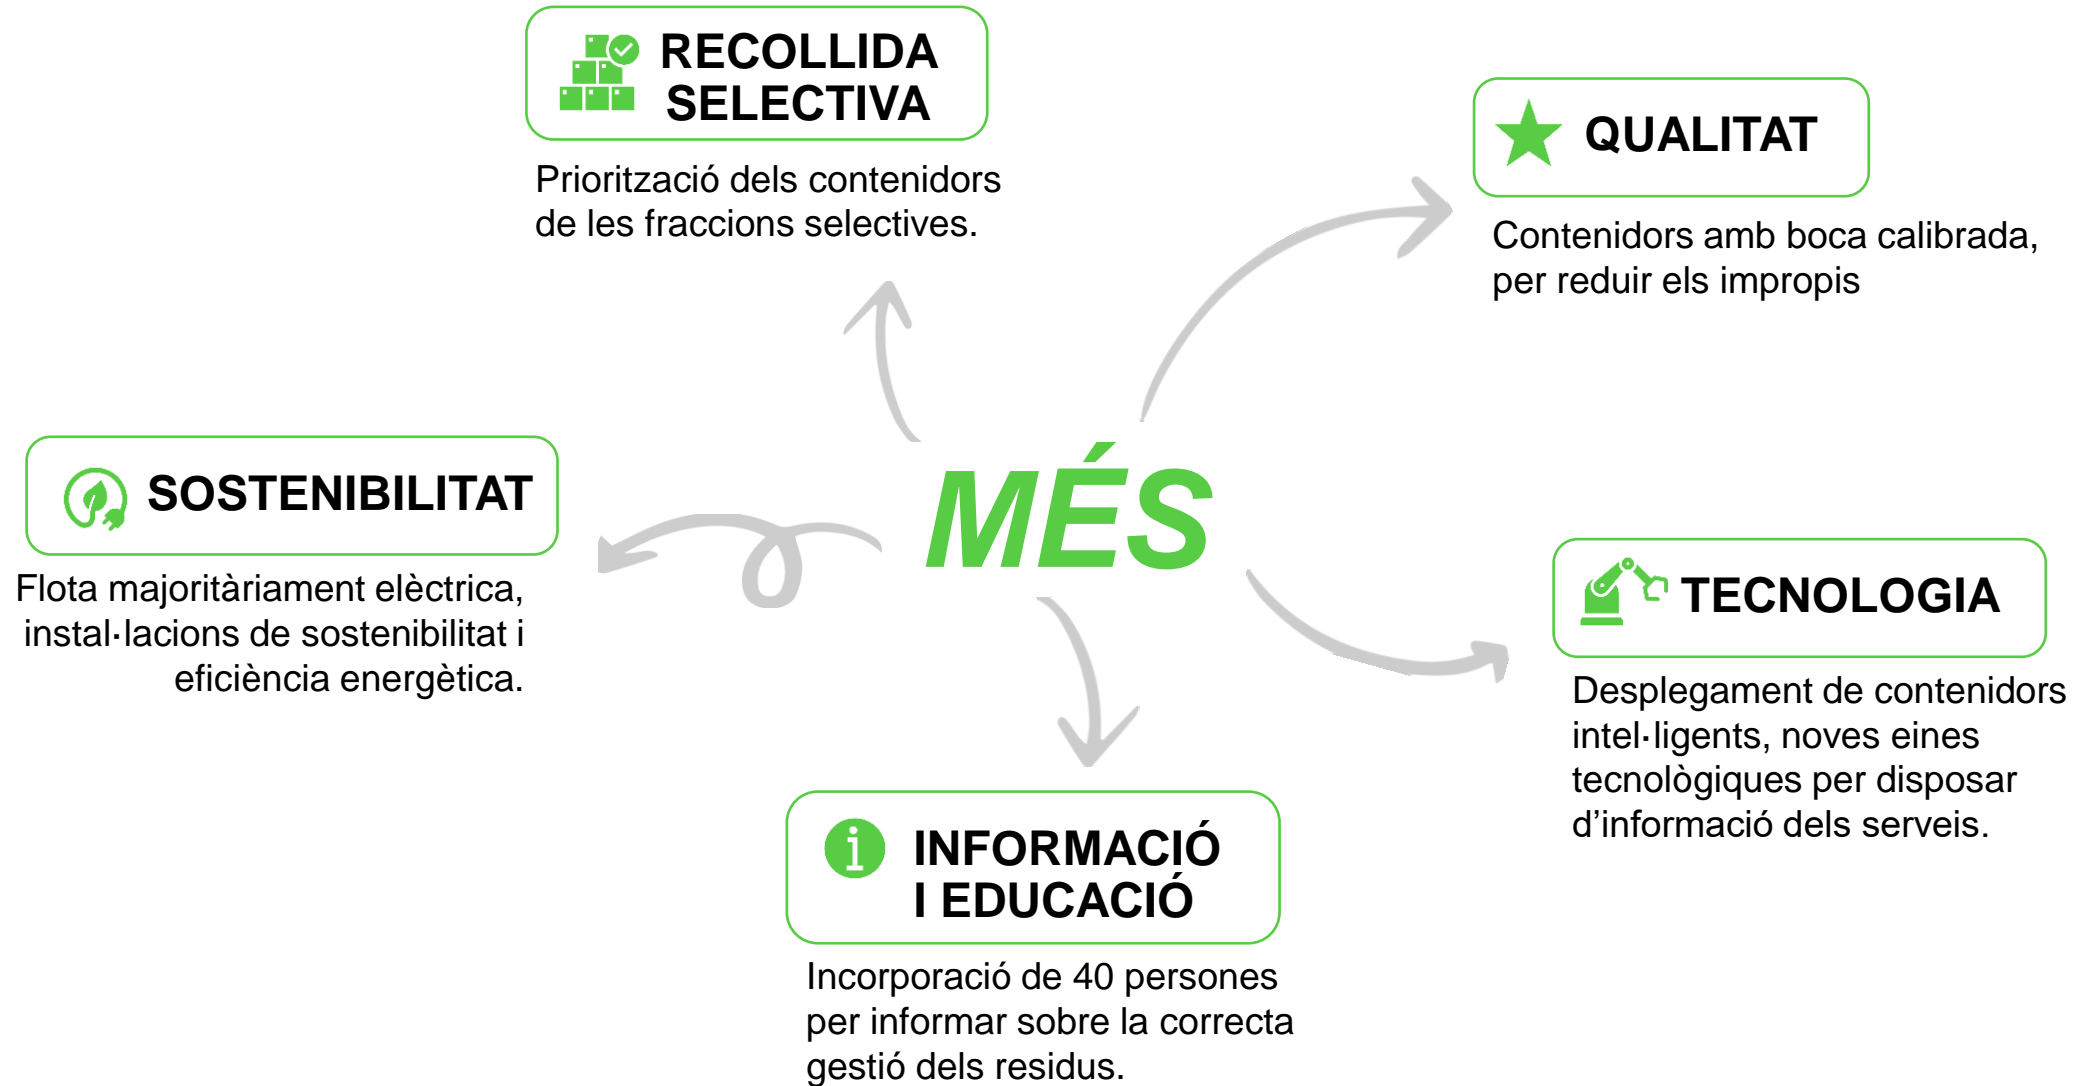 RECOLLIDA
SELECTIVA
Priorització dels contenidors
de les fraccions selectives.
QUALITAT
Contenidors amb boca calibrada,
per reduir els impropis
MÉS
SOSTENIBILITAT
Flota majoritàriament elèctrica,
instal·lacions de sostenibilitat i
eficiència energètica.
TECNOLOGIA
Desplegament de contenidors
intel·ligents, noves eines
tecnològiques per disposar
d’informació dels serveis.
INFORMACIÓ
I EDUCACIÓ
Incorporació de 40 persones
per informar sobre la correcta
gestió dels residus.